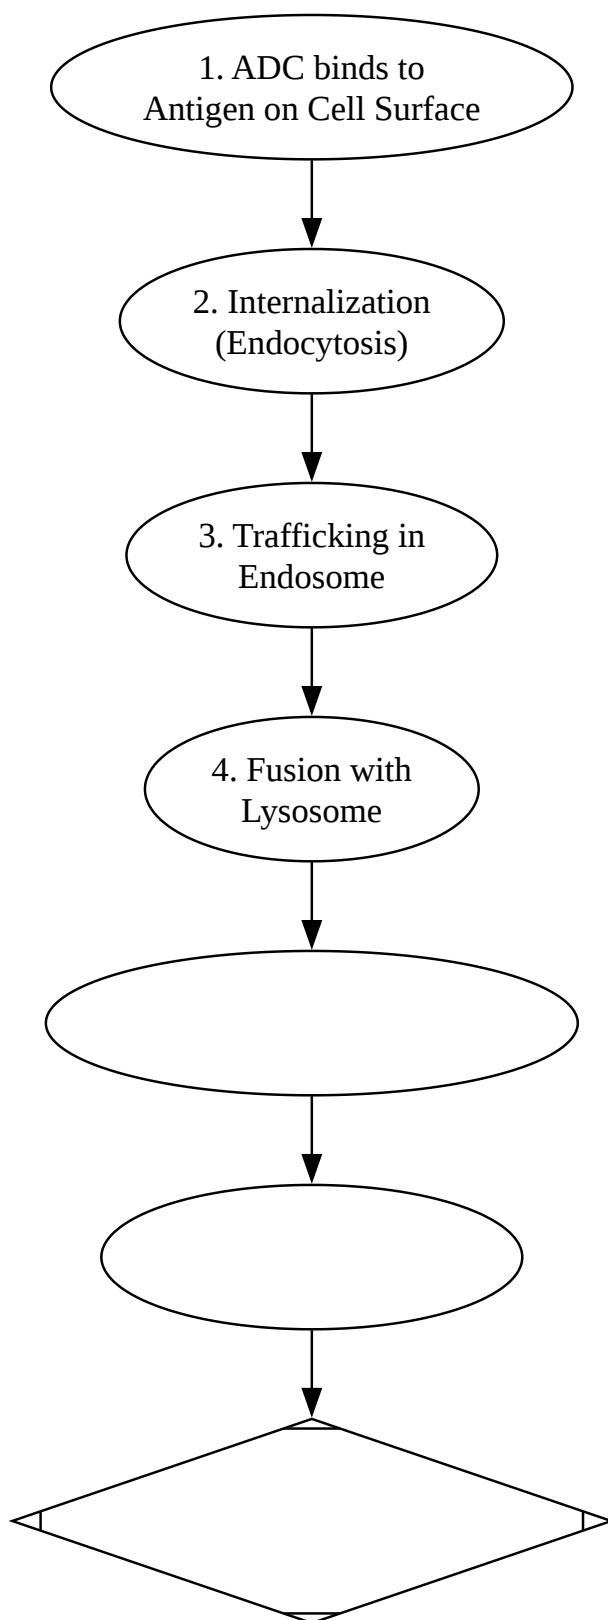 1. ADC binds to
Antigen on Cell Surface
2. Internalization
(Endocytosis)
3. Trafficking in
Endosome
4. Fusion with
Lysosome